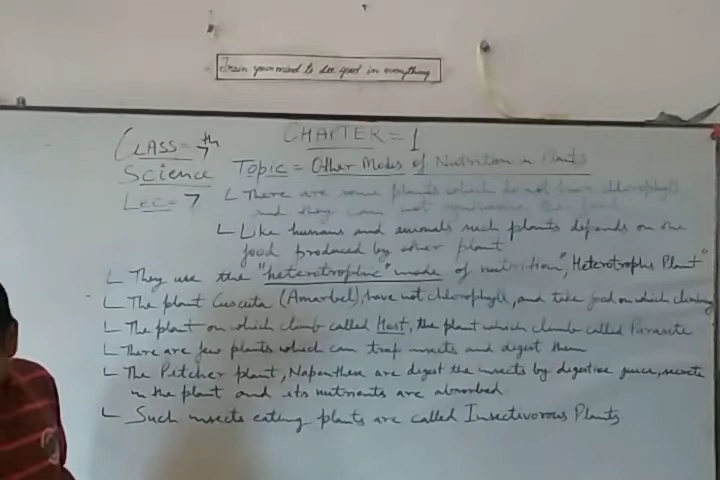 Train your mind to see good in everything
CHAPTER = 1
CLASS = 7th
Science
Lec = 7
Topic = Other Modes of Nutrition in Plants
There are some plants which do not have chlorophyll
and they can not synthesize the food
Like humans and animals such plants depends on the
food produced by other plant
They use the "heterotrophic" mode of nutrition", Heterotrophs Plant"
The plant Cuscuta (Amarbel), have not chlorophyll, and take food on which climbing
The plant on which climb called Host, the plant which climb called Parasite
There are few plants which can trap insects and digest them
The Pitcher plant, Napenthese are digest the insects by digestive juice, secrete
in the plant and its nutrients are absorbed.
Such insects eating plants are called Insectivorous Plants